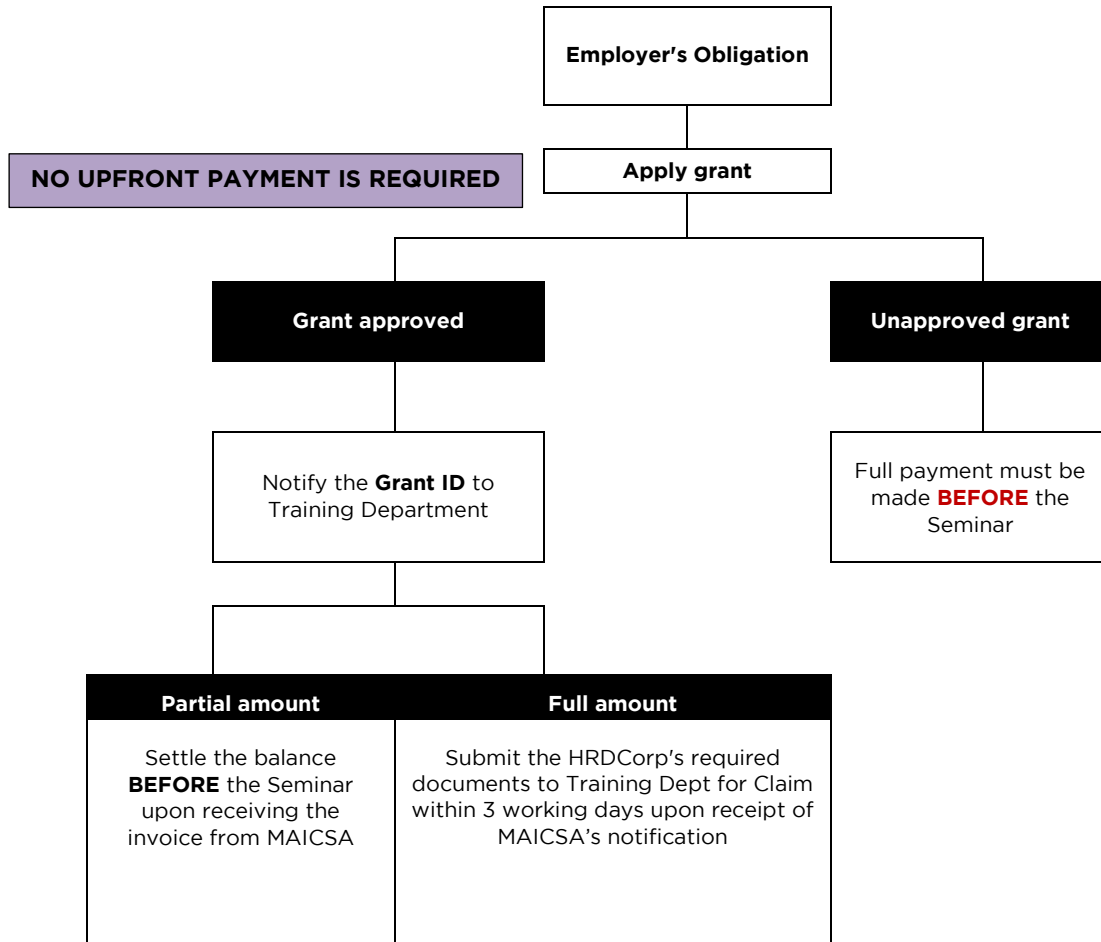 Employer's Obligation
NO UPFRONT PAYMENT IS REQUIRED
Apply grant
Grant approved
Unapproved grant
Notify the Grant ID to
Training Department
Full payment must be
made BEFORE the
Seminar
Partial amount
Full amount
Settle the balance
BEFORE the Seminar
upon receiving the
invoice from MAICSA
Submit the HRDCorp's required
documents to Training Dept for Claim
within 3 working days upon receipt of
MAICSA’s notification